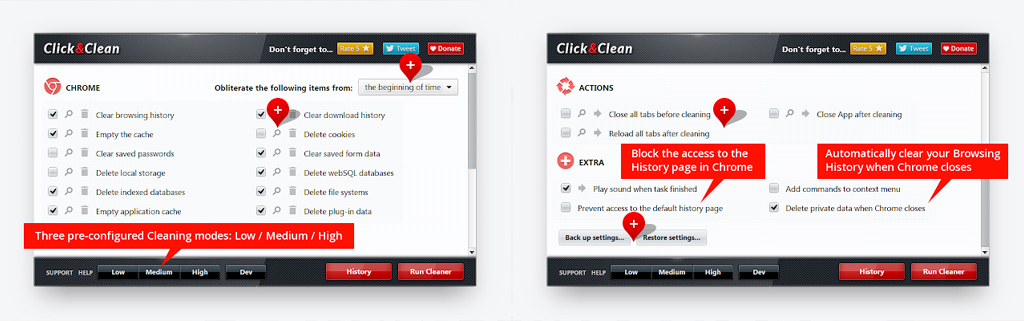 Click&Clean
Don't forget to...
Rate 5
Tweet
Donate
CHROME
Obliterate the following items from:
the beginning of time
Clear browsing history
Clear download history
Empty the cache
Delete cookies
Clear saved passwords
Clear saved form data
Delete local storage
Delete webSQL databases
Delete indexed databases
Delete file systems
Empty application cache
Delete plug-in data
Three pre-configured Cleaning modes: Low / Medium / High
SUPPORT HELP
Low
Medium
High
Dev
History
Run Cleaner
Click&Clean
Don't forget to...
Rate 5
Tweet
Donate
ACTIONS
Close all tabs before cleaning
Close App after cleaning
Reload all tabs after cleaning
Block the access to the
History page in Chrome
Automatically clear your Browsing
History when Chrome closes
EXTRA
Play sound when task finished
Add commands to context menu
Prevent access to the default history page
Delete private data when Chrome closes
Back up settings...
Restore settings...
SUPPORT HELP
Low
Medium
High
Dev
History
Run Cleaner